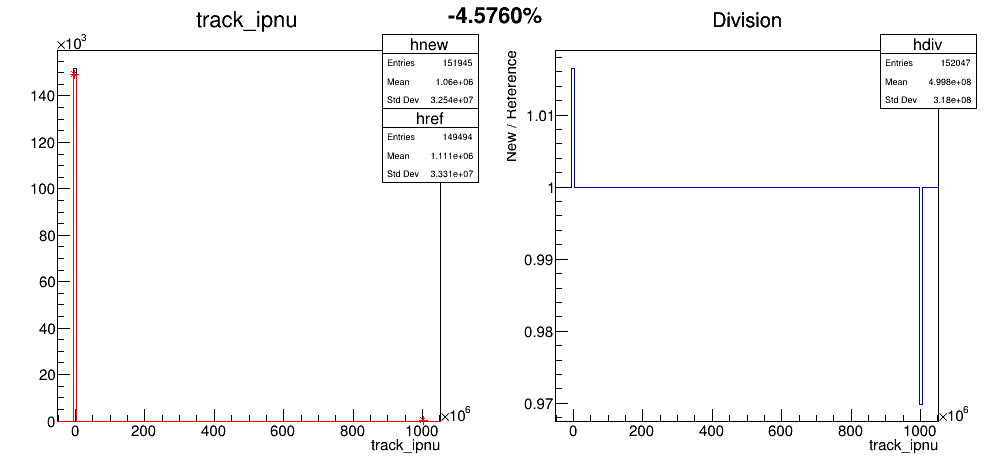 -4.5760%
track_ipnu
×10³
hnew
Entries 151945
Mean 1.06e+06
Std Dev 3.254e+07
href
Entries 149494
Mean 1.111e+06
Std Dev 3.331e+07
140
120
100
80
60
40
20
0
0 200 400 600 800 1000
×10⁶
track_ipnu
Division
hdiv
Entries 152047
Mean 4.998e+08
Std Dev 3.18e+08
New / Reference
1.01
1
0.99
0.98
0.97
0 200 400 600 800 1000
×10⁶
track_ipnu